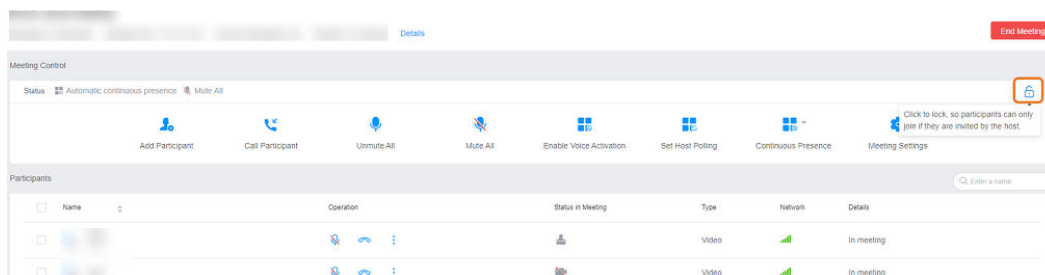 Details
End Meeting
Meeting Control
Status Automatic continuous presence Mute All
Click to lock, so participants can only
join if they are invited by the host.
Add Participant Call Participant Unmute All Mute All Enable Voice Activation Set Host Polling Continuous Presence Meeting Settings
Participants
Enter a name
Name Operation Status in Meeting Type Network Details
Video In meeting
Video In meeting